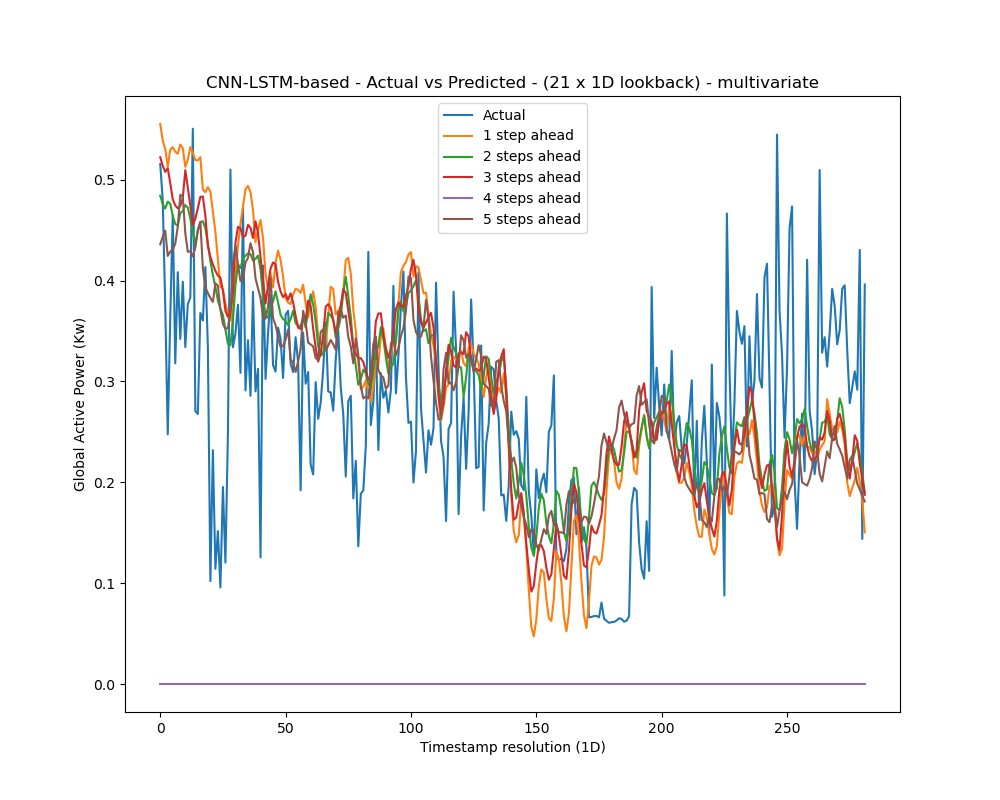 CNN-LSTM-based - Actual vs Predicted - (21 x 1D lookback) - multivariate
Actual
1 step ahead
2 steps ahead
3 steps ahead
4 steps ahead
5 steps ahead
Global Active Power (Kw)
0.5
0.4
0.3
0.2
0.1
0.0
0 50 100 150 200 250
Timestamp resolution (1D)